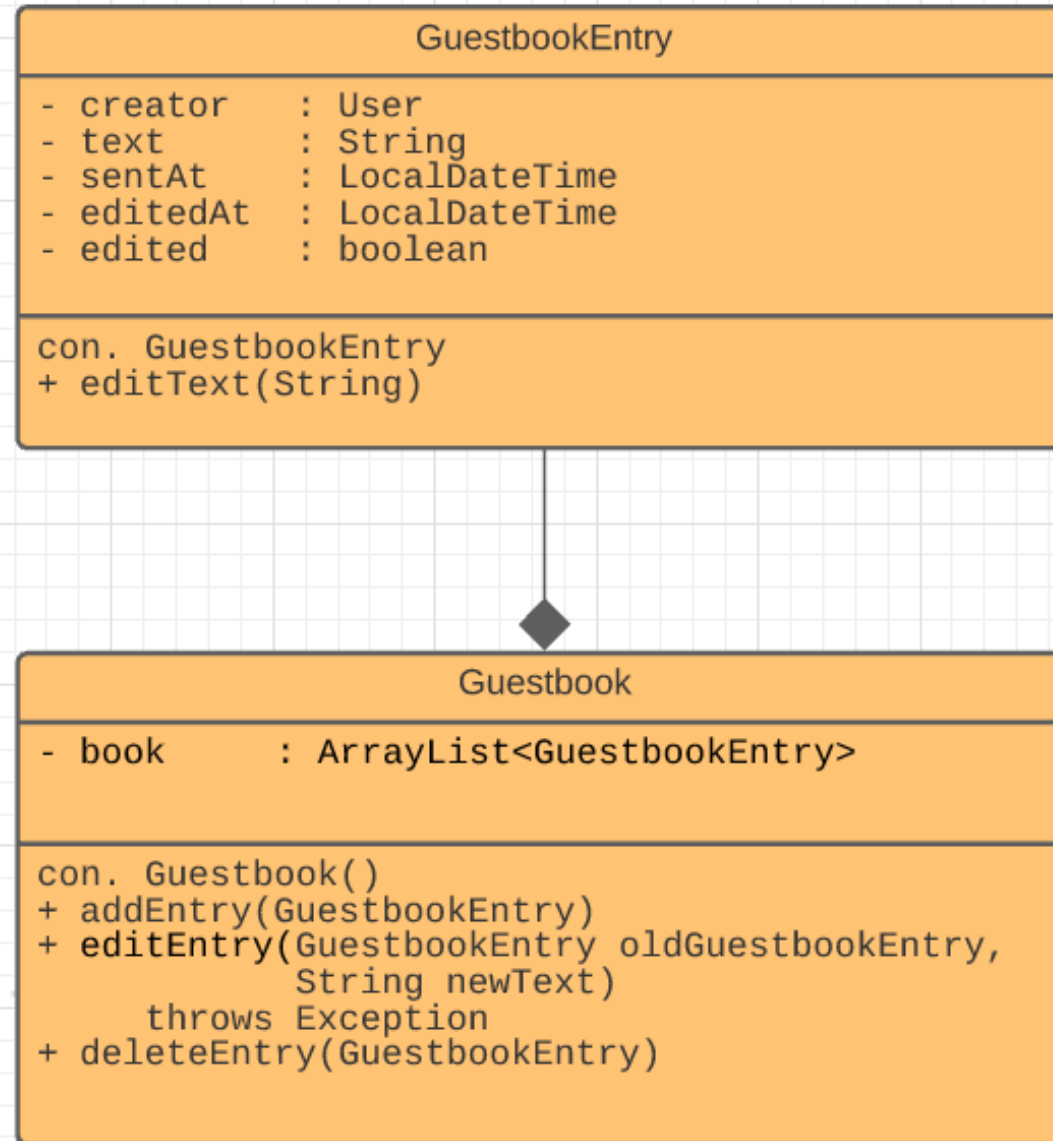 GuestbookEntry
- creator : User
- text : String
- sentAt : LocalDateTime
- editedAt : LocalDateTime
- edited : boolean
con. GuestbookEntry
+ editText(String)
Guestbook
- book : ArrayList<GuestbookEntry>
con. Guestbook()
+ addEntry(GuestbookEntry)
+ editEntry(GuestbookEntry oldGuestbookEntry,
String newText)
throws Exception
+ deleteEntry(GuestbookEntry)